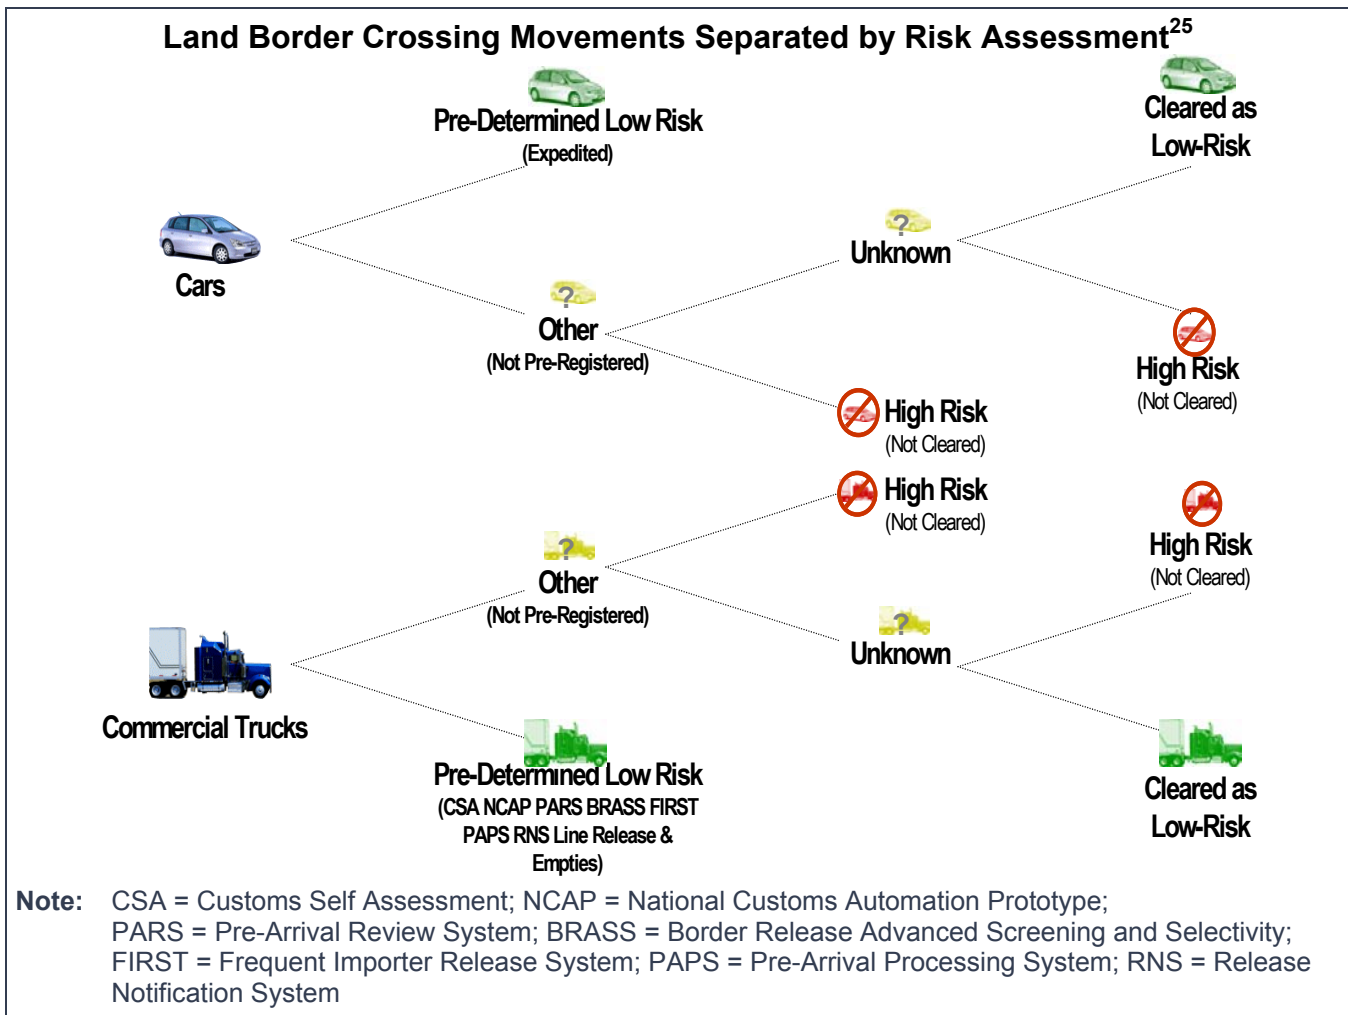 Land Border Crossing Movements Separated by Risk Assessment25
Pre-Determined Low Risk
(Expedited)
Cleared as
Low-Risk
Cars
?
Unknown
?
Other
(Not Pre-Registered)
High Risk
(Not Cleared)
High Risk
(Not Cleared)
High Risk
(Not Cleared)
High Risk
(Not Cleared)
?
Other
(Not Pre-Registered)
?
Unknown
Commercial Trucks
Pre-Determined Low Risk
(CSA NCAP PARS BRASS FIRST
PAPS RNS Line Release &
Empties)
Cleared as
Low-Risk
Note: CSA = Customs Self Assessment; NCAP = National Customs Automation Prototype;
PARS = Pre-Arrival Review System; BRASS = Border Release Advanced Screening and Selectivity;
FIRST = Frequent Importer Release System; PAPS = Pre-Arrival Processing System; RNS = Release
Notification System